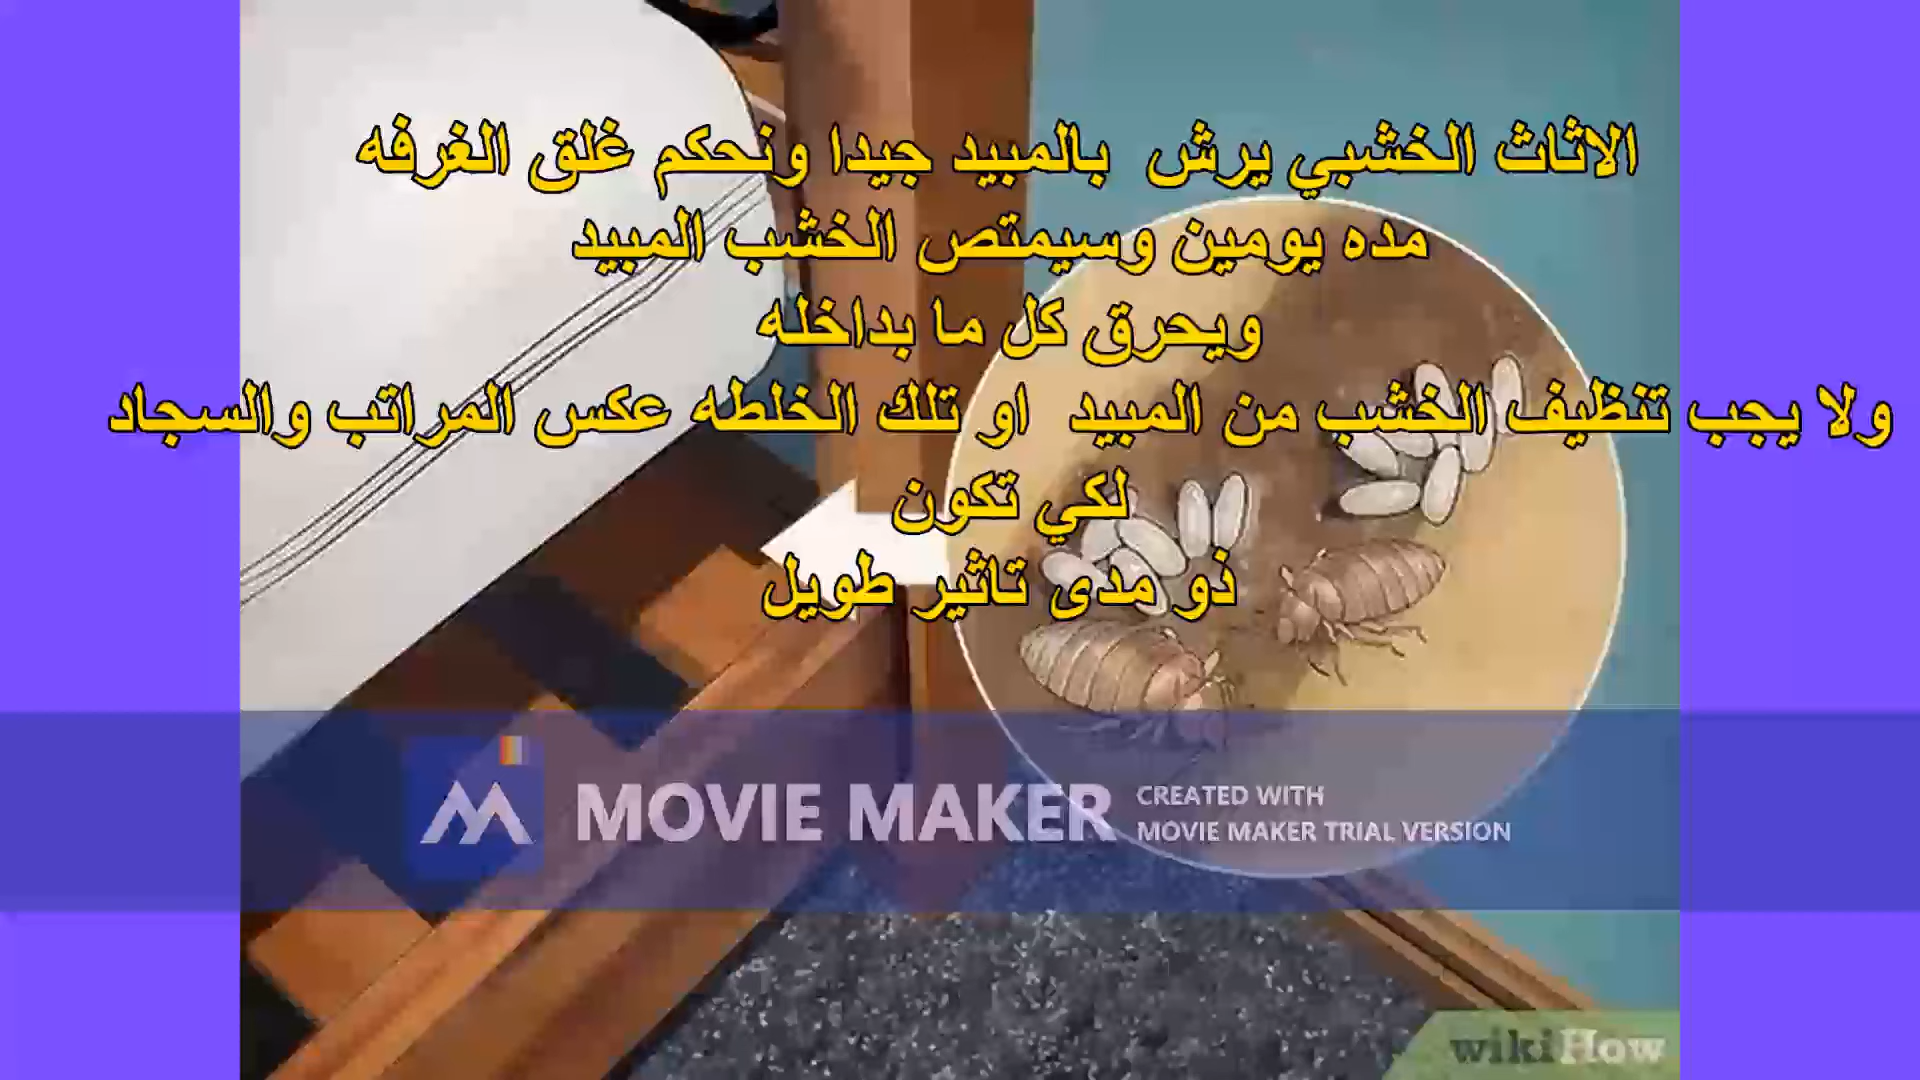 الاثاث الخشبي يرش بالمبيد جيدا ونحكم غلق الغرفه
مده يومين وسيمتص الخشب المبيد
ويحرق كل ما بداخله
ولا يجب تنظيف الخشب من المبيد او تلك الخلطه عكس المراتب والسجاد
لكي تكون
ذو مدى تاثير طويل
MOVIE MAKER
CREATED WITH
MOVIE MAKER TRIAL VERSION
wikiHow